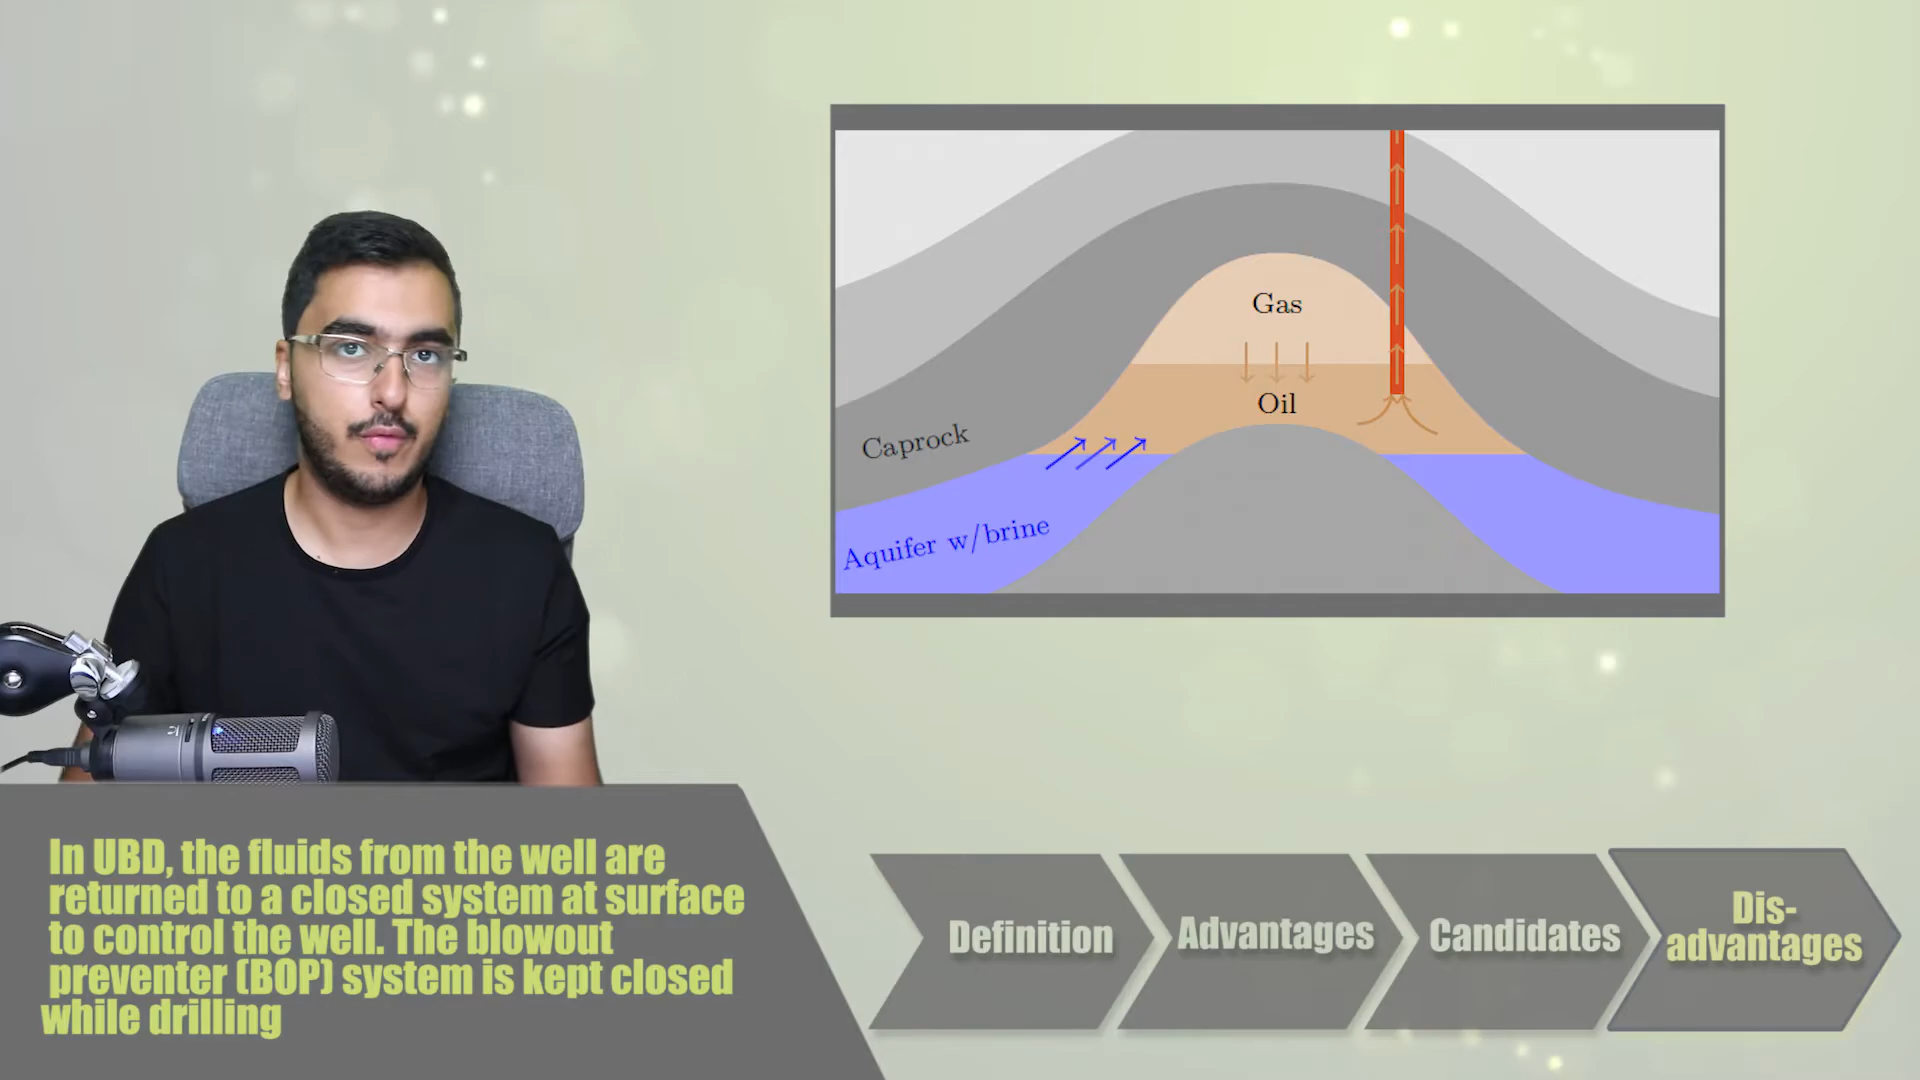 Gas
Oil
Caprock
Aquifer w/brine
In UBD, the fluids from the well are
returned to a closed system at surface
to control the well. The blowout
preventer (BOP) system is kept closed
while drilling
Definition
Advantages
Candidates
Dis-
advantages